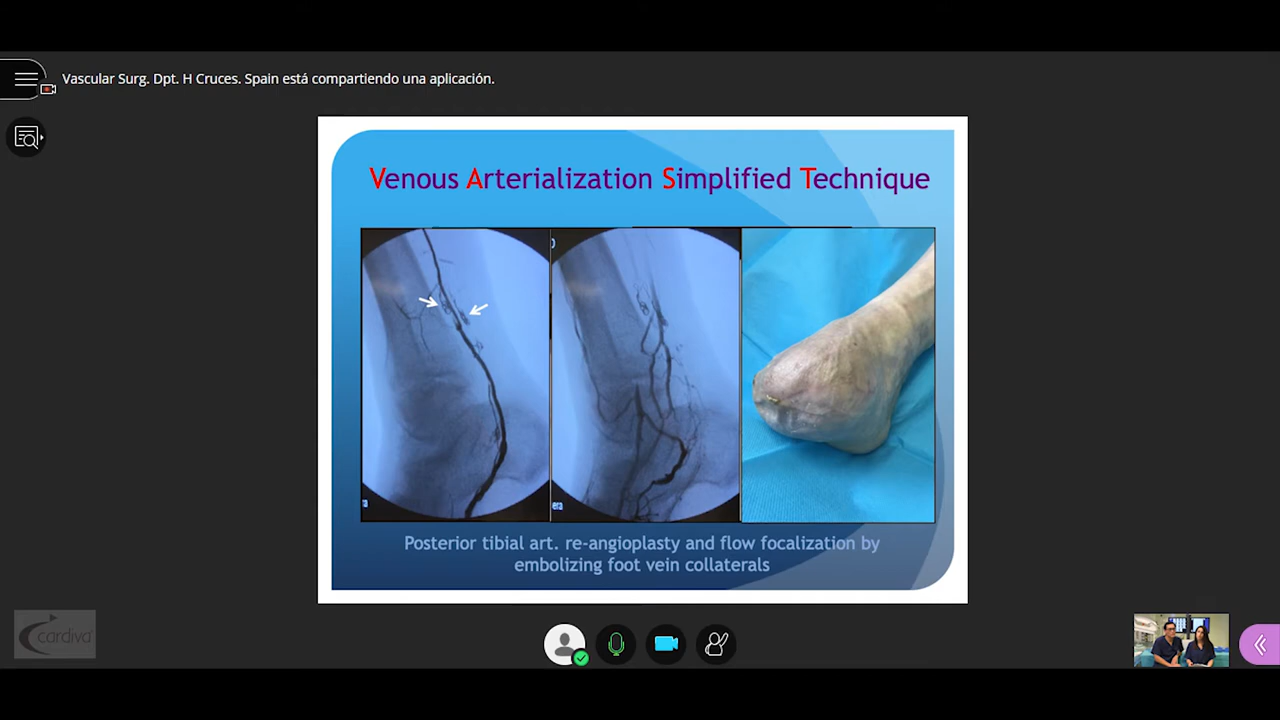 Vascular Surg. Dpt. H Cruces. Spain está compartiendo una aplicación.
Venous Arterialization Simplified Technique
Posterior tibial art. re-angioplasty and flow focalization by
embolizing foot vein collaterals
cardiva